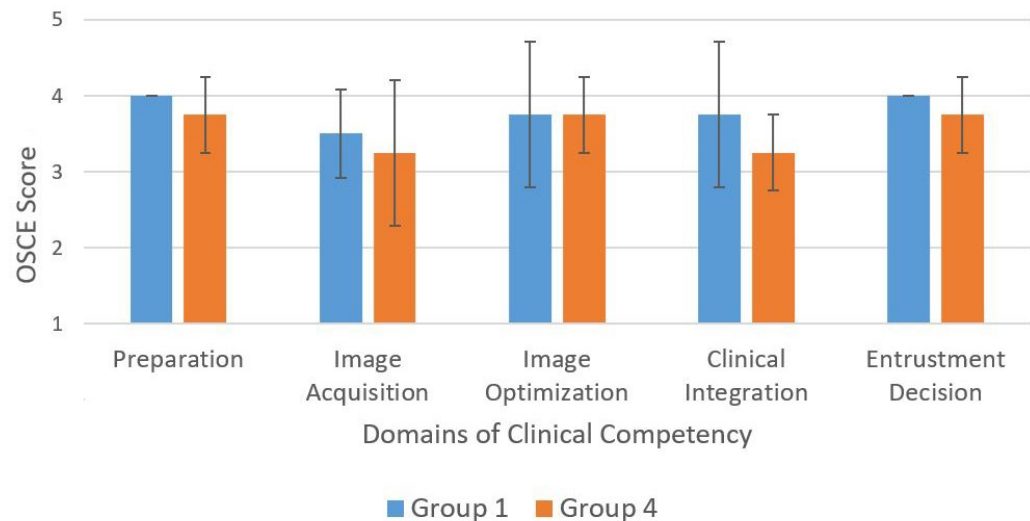 5
4
3
2
1
OSCE Score
Preparation
Image
Acquisition
Image
Optimization
Clinical
Integration
Entrustment
Decision
Domains of Clinical Competency
Group 1
Group 4